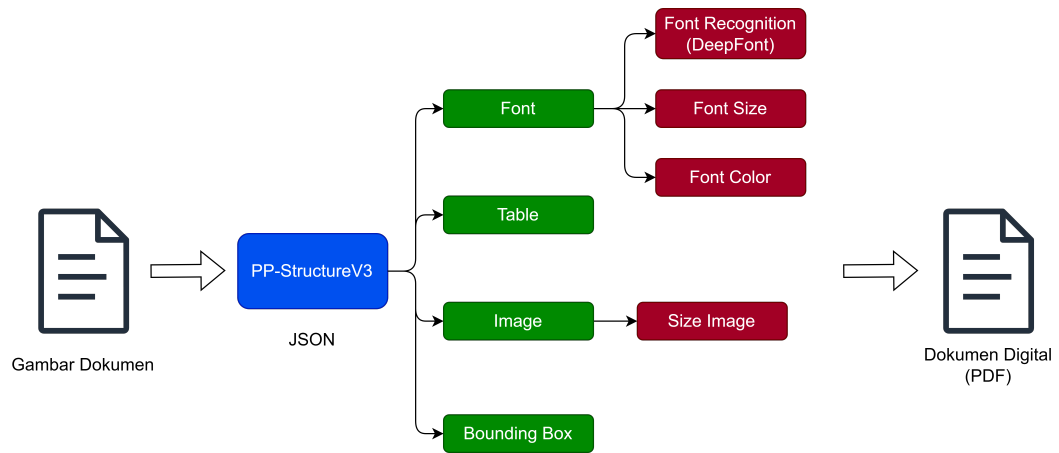 Gambar Dokumen
PP-StructureV3
JSON
Font
Table
Image
Bounding Box
Font Recognition
(DeepFont)
Font Size
Font Color
Size Image
Dokumen Digital
(PDF)